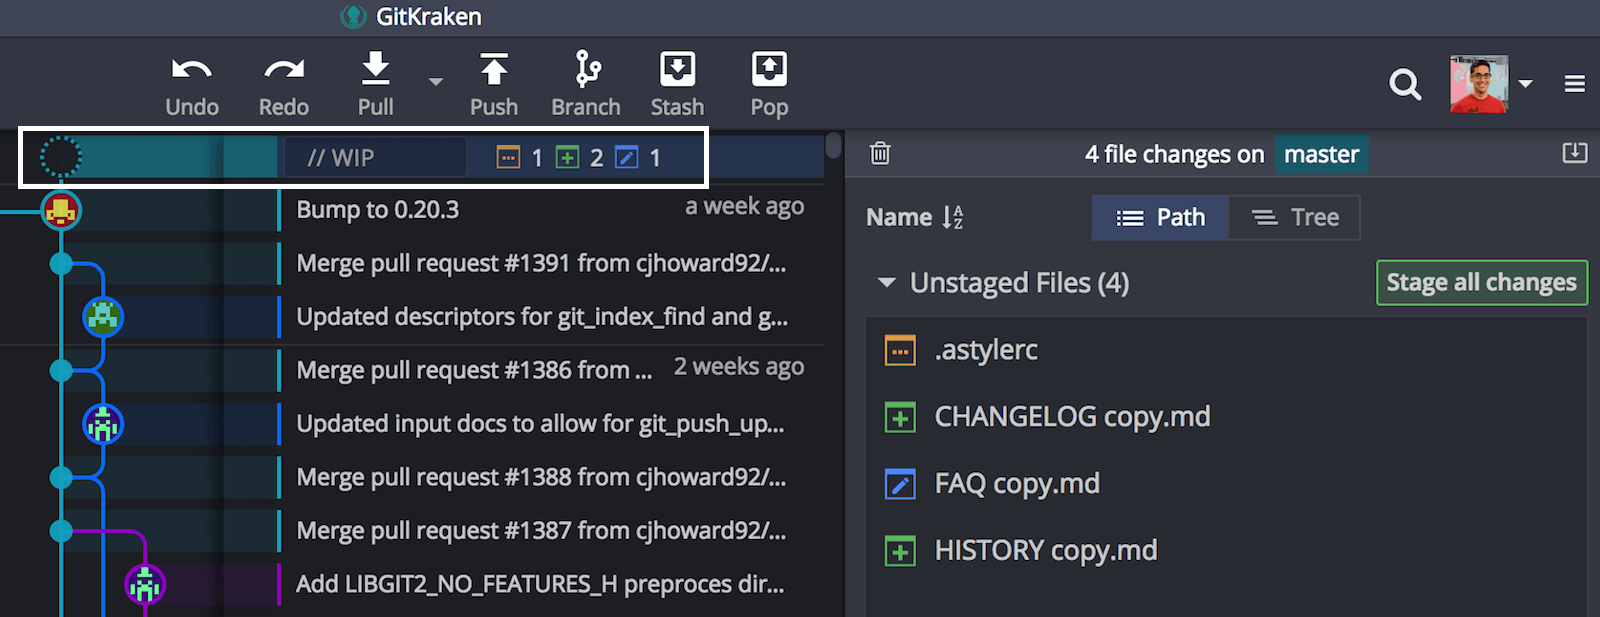 GitKraken
Undo Redo Pull Push Branch Stash Pop
// WIP 1 2 1
Bump to 0.20.3 a week ago
Merge pull request #1391 from cjhoward92/...
Updated descriptors for git_index_find and g...
Merge pull request #1386 from ... 2 weeks ago
Updated input docs to allow for git_push_up...
Merge pull request #1388 from cjhoward92/...
Merge pull request #1387 from cjhoward92/...
Add LIBGIT2_NO_FEATURES_H preproces dir...
4 file changes on master
Name Path Tree
Unstaged Files (4) Stage all changes
.astylerc
CHANGELOG copy.md
FAQ copy.md
HISTORY copy.md